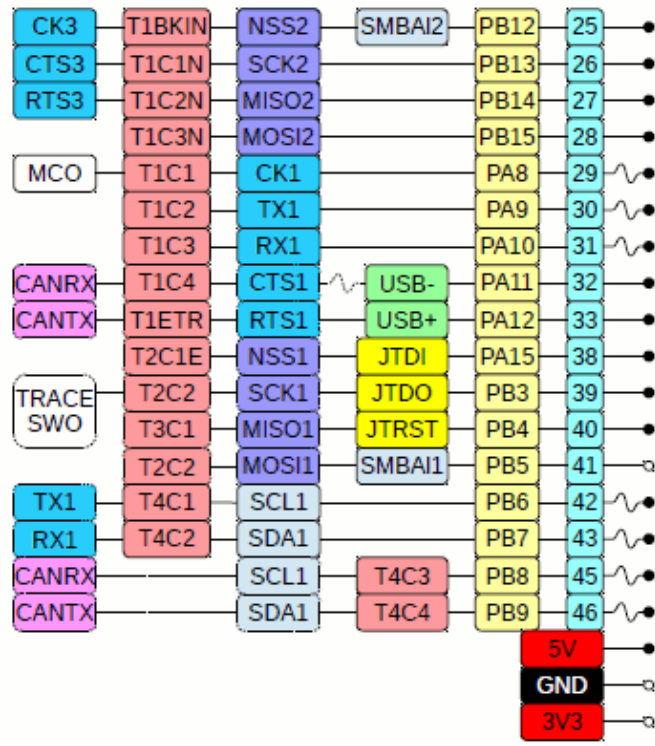 CK3 T1BKIN NSS2 SMBAI2 PB12 25
CTS3 T1C1N SCK2 PB13 26
RTS3 T1C2N MISO2 PB14 27
T1C3N MOSI2 PB15 28
MCO T1C1 CK1 PA8 29
T1C2 TX1 PA9 30
T1C3 RX1 PA10 31
CANRX T1C4 CTS1 USB- PA11 32
CANTX T1ETR RTS1 USB+ PA12 33
T2C1E NSS1 JTDI PA15 38
TRACE T2C2 SCK1 JTDO PB3 39
SWO T3C1 MISO1 JTRST PB4 40
T2C2 MOSI1 SMBAI1 PB5 41
TX1 T4C1 SCL1 PB6 42
RX1 T4C2 SDA1 PB7 43
CANRX SCL1 T4C3 PB8 45
CANTX SDA1 T4C4 PB9 46
5V
GND
3V3